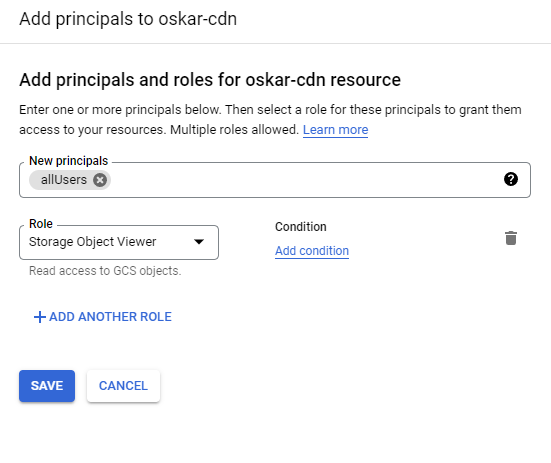 Add principals to oskar-cdn
Add principals and roles for oskar-cdn resource
Enter one or more principals below. Then select a role for these principals to grant them
access to your resources. Multiple roles allowed. Learn more
New principals
allUsers
Role
Storage Object Viewer
Read access to GCS objects.
Condition
Add condition
ADD ANOTHER ROLE
SAVE
CANCEL